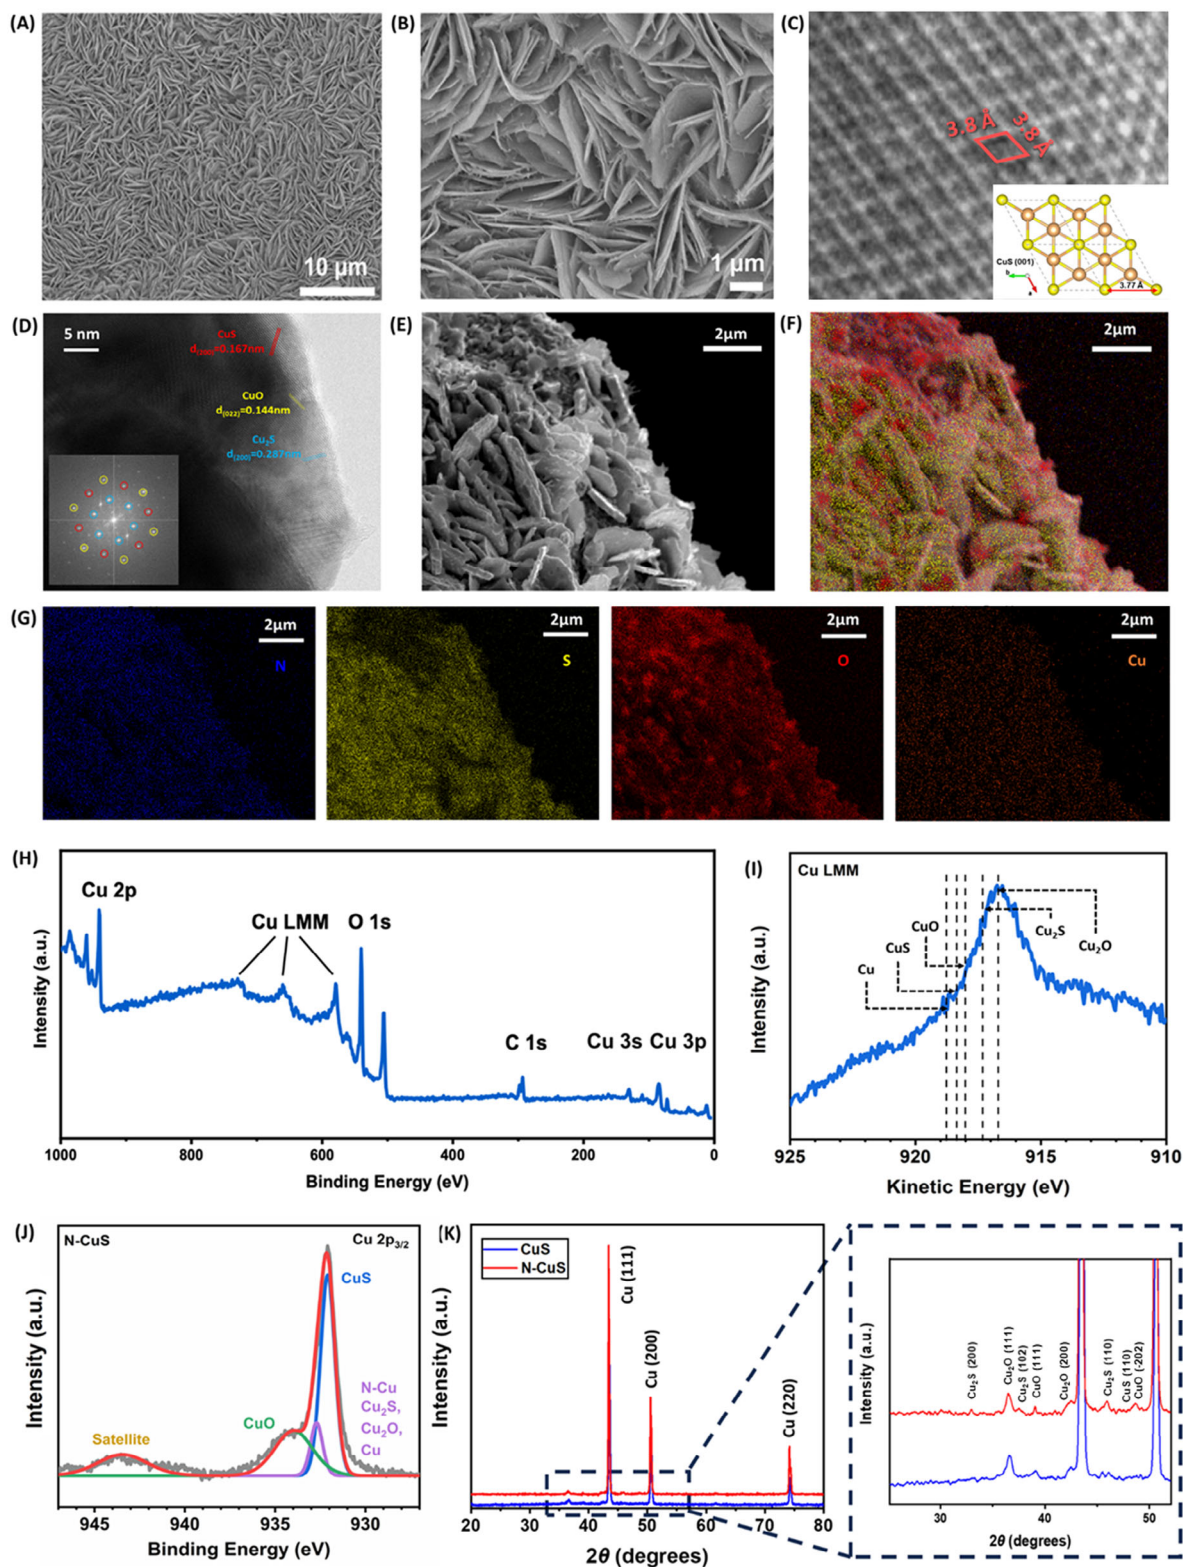 (A)
10 μm
(B)
1 μm
(C)
3.8 Å
3.8 Å
CuS (001)
b
a
3.77 Å
(D)
5 nm
CuS
d(200)=0.167nm
CuO
d(022)=0.144nm
Cu2S
d(200)=0.287nm
(E)
2μm
(F)
2μm
(G)
2μm
N
2μm
S
2μm
O
2μm
Cu
(H)
Cu 2p
Cu LMM
O 1s
C 1s
Cu 3s
Cu 3p
Intensity (a.u.)
1000
800
600
400
200
0
Binding Energy (eV)
(I)
Cu LMM
CuO
CuS
Cu
Cu2S
Cu2O
Intensity (a.u.)
925
920
915
910
Kinetic Energy (eV)
(J)
N-CuS
Cu 2p3/2
CuS
N-Cu
Cu2S,
Cu2O,
Cu
CuO
Satellite
Intensity (a.u.)
945
940
935
930
Binding Energy (eV)
(K)
CuS
N-CuS
Cu (111)
Cu (200)
Cu (220)
Intensity (a.u.)
20
30
40
50
60
70
80
2θ (degrees)
Intensity (a.u.)
Cu2S (200)
Cu2O (111)
Cu2S (102)
CuO (111)
Cu2O (200)
Cu2S (110)
CuS (110)
CuO (-202)
30
40
50
2θ (degrees)